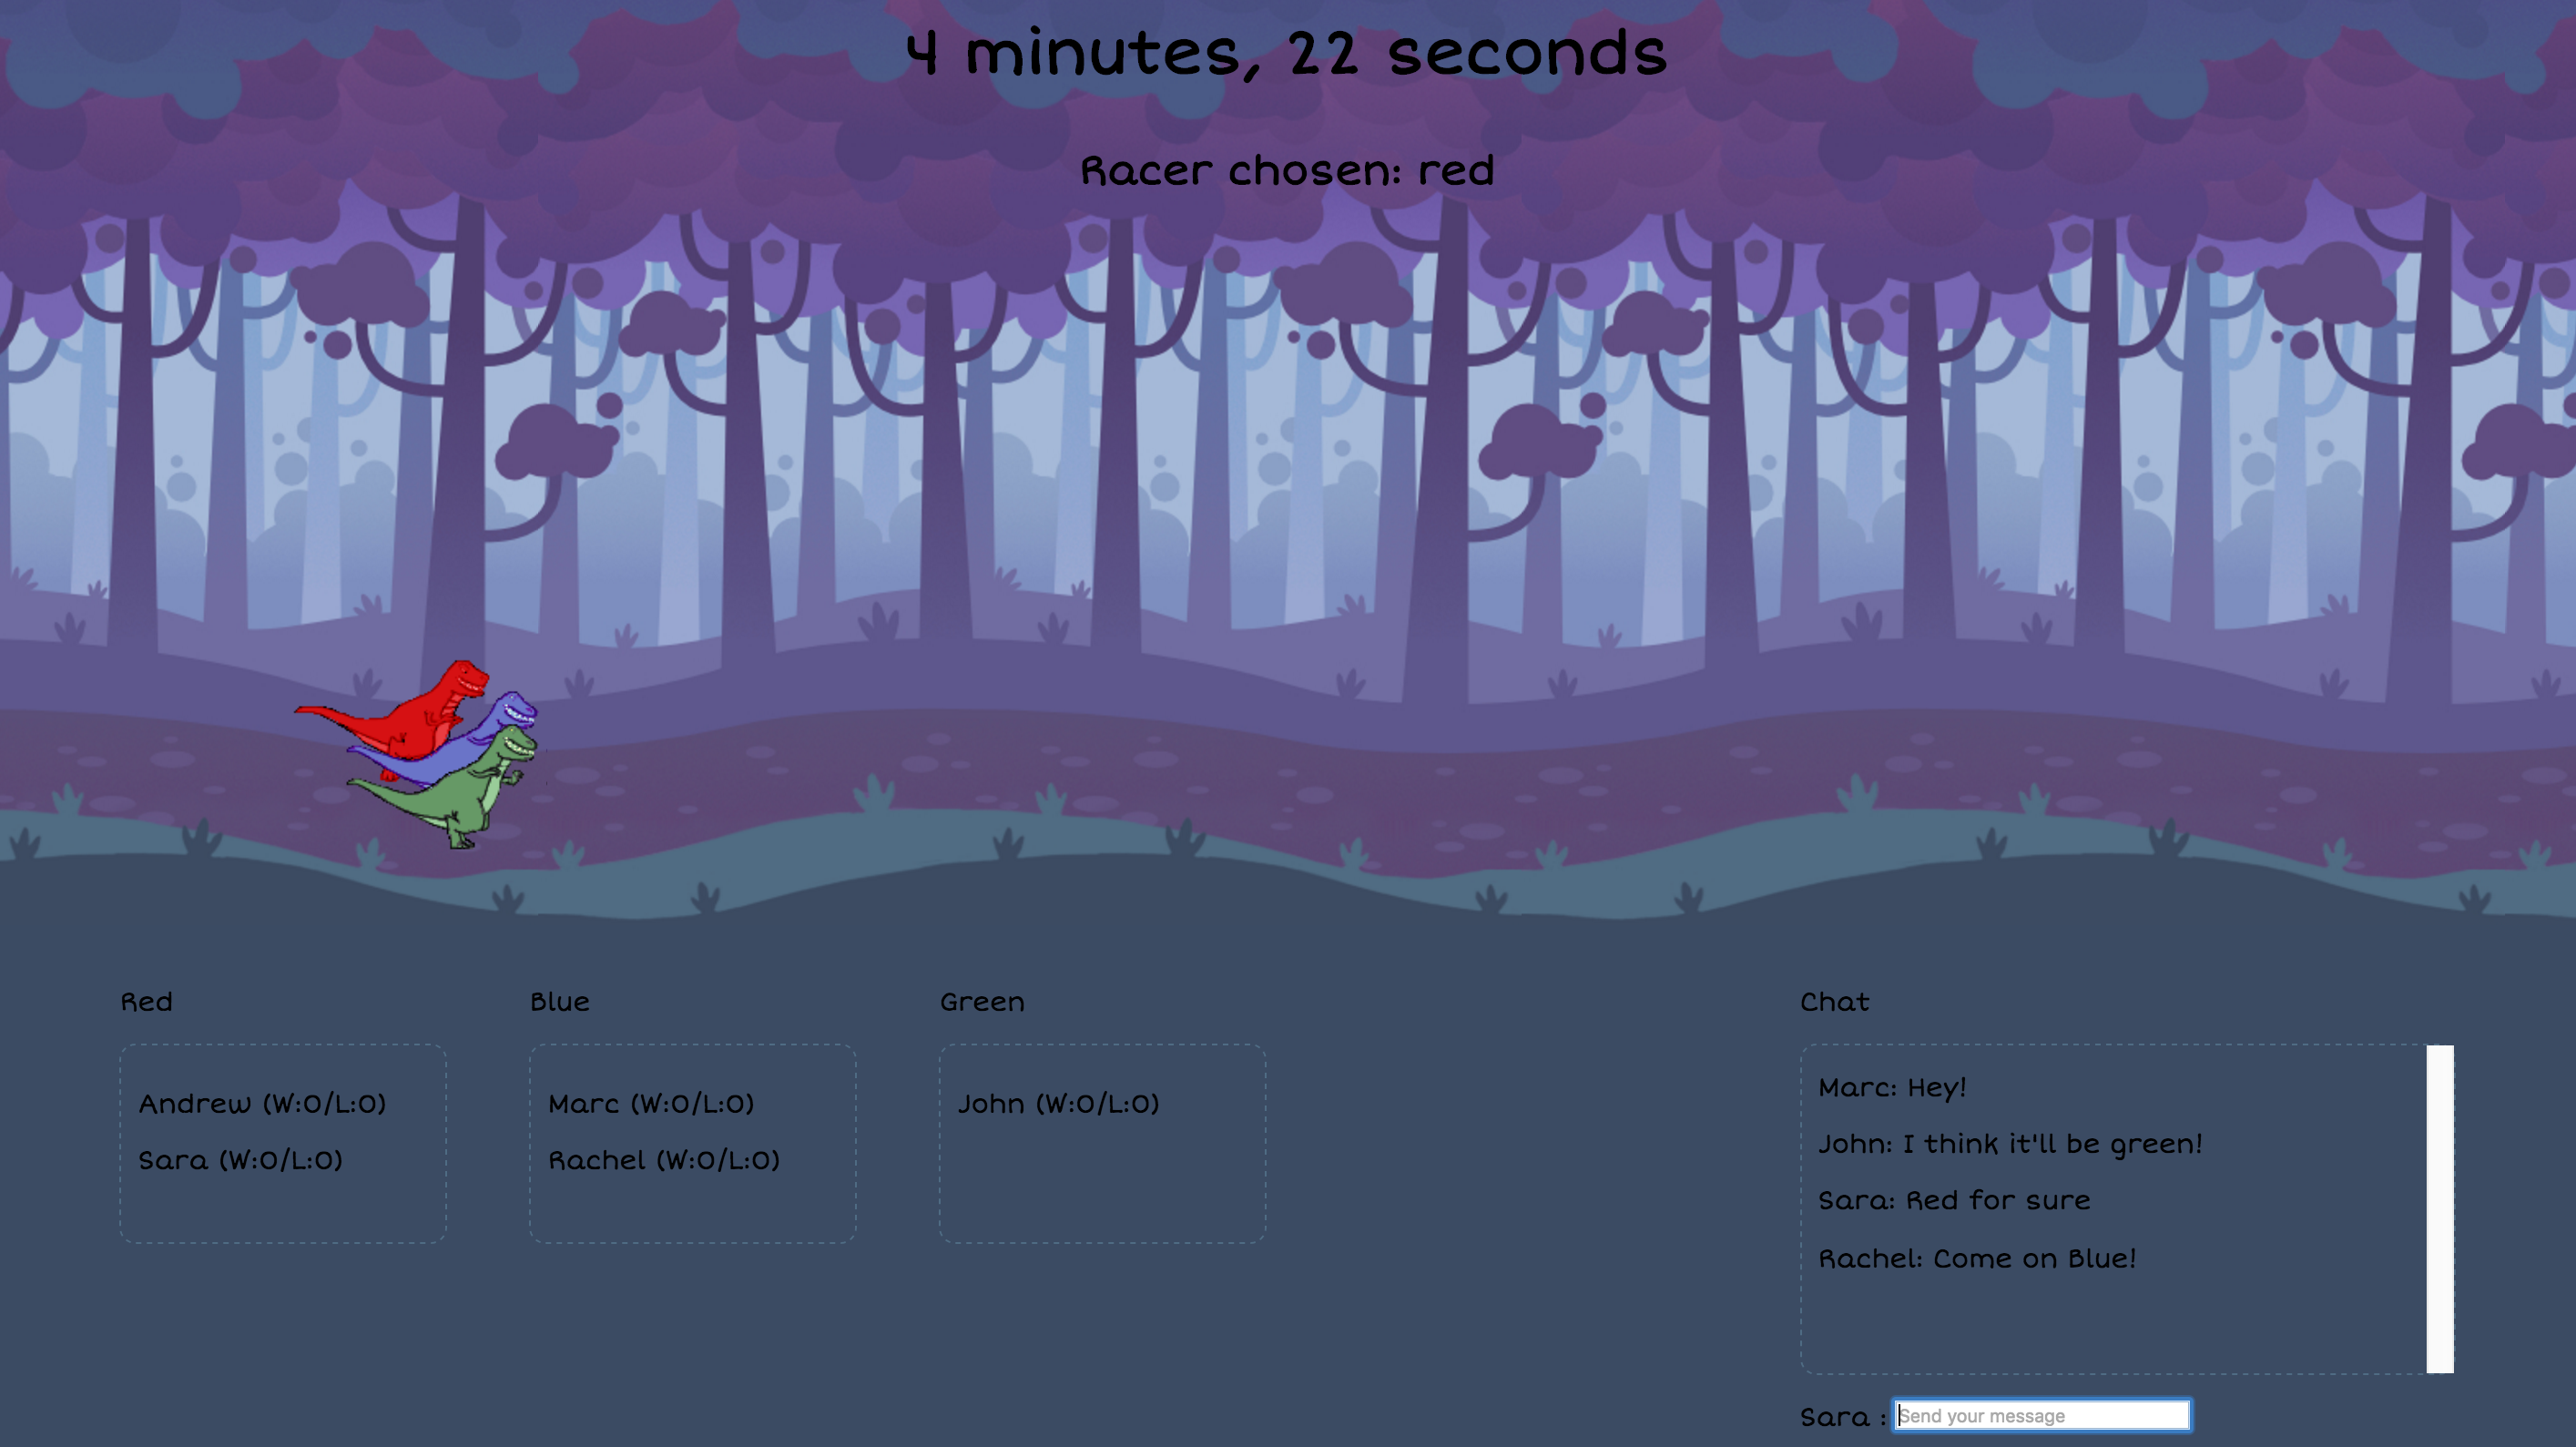 4 minutes, 22 seconds
Racer chosen: red
Red
Andrew (W:0/L:0)
Sara (W:0/L:0)
Blue
Marc (W:0/L:0)
Rachel (W:0/L:0)
Green
John (W:0/L:0)
Chat
Marc: Hey!
John: I think it'll be green!
Sara: Red for sure
Rachel: Come on Blue!
Sara : Send your message